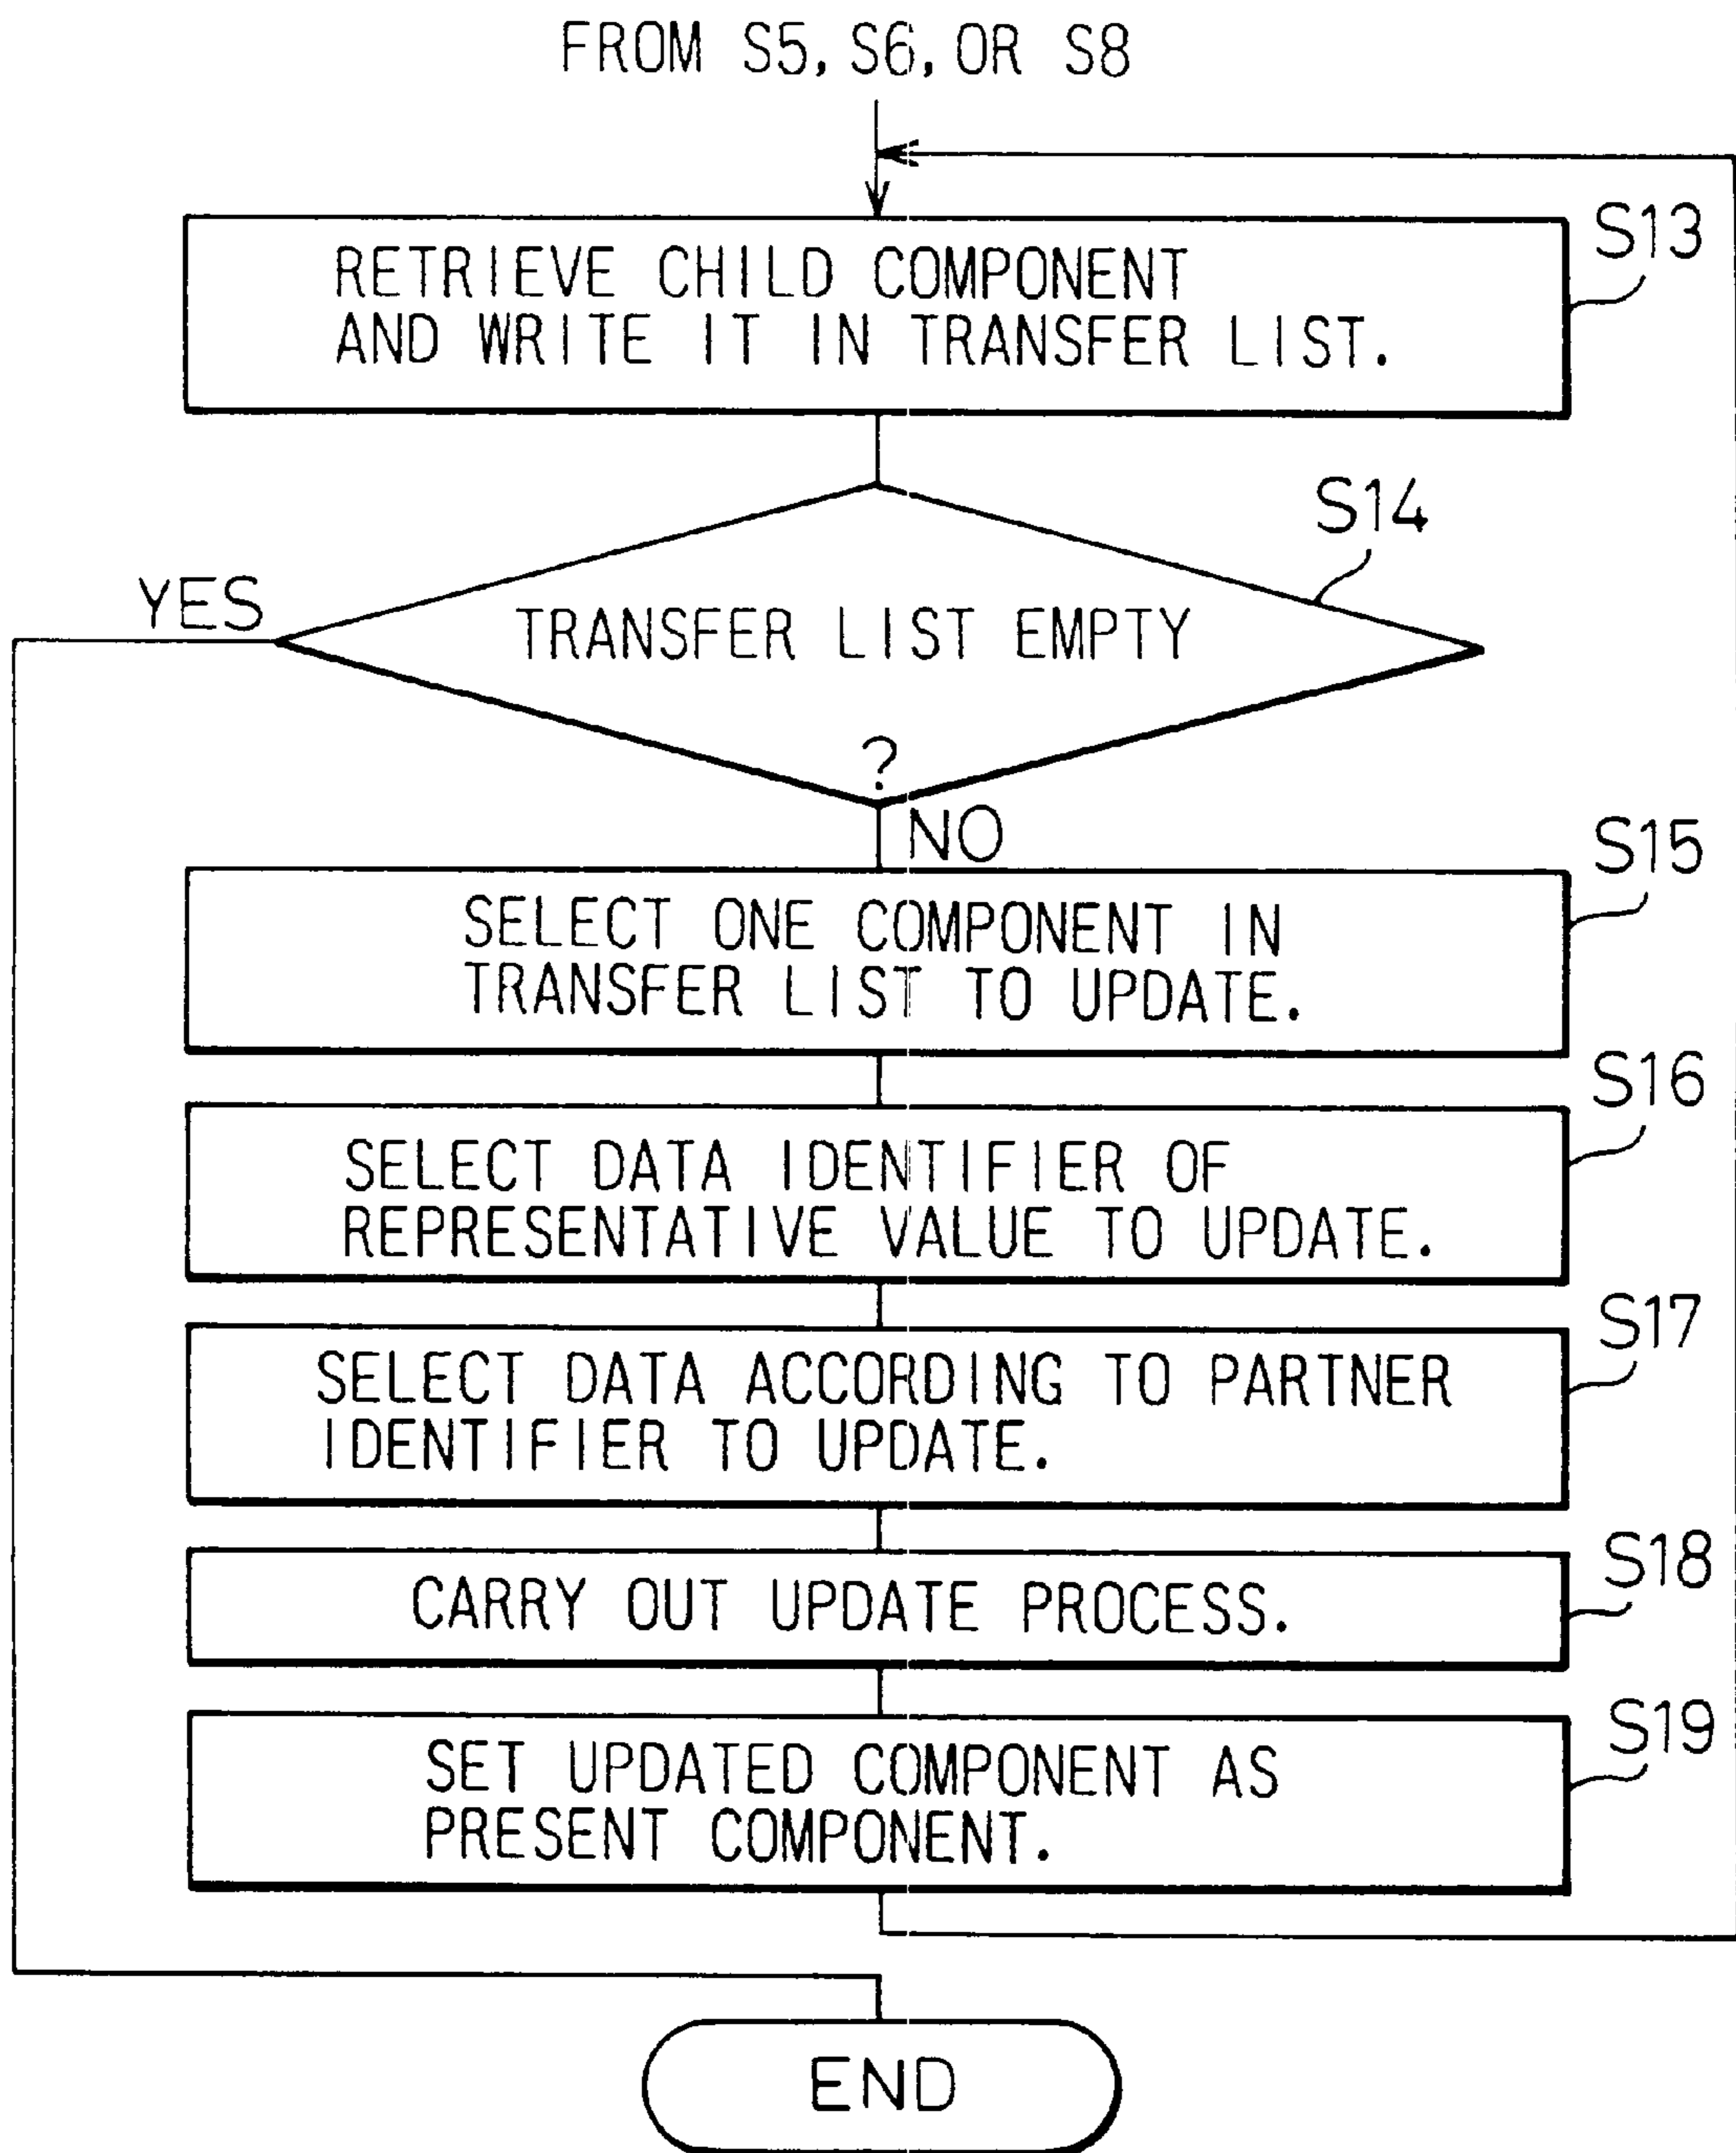 FROM S5, S6, OR S8
S13
RETRIEVE CHILD COMPONENT
AND WRITE IT IN TRANSFER LIST.
S14
YES
TRANSFER LIST EMPTY
?
NO
S15
SELECT ONE COMPONENT IN
TRANSFER LIST TO UPDATE.
S16
SELECT DATA IDENTIFIER OF
REPRESENTATIVE VALUE TO UPDATE.
S17
SELECT DATA ACCORDING TO PARTNER
IDENTIFIER TO UPDATE.
S18
CARRY OUT UPDATE PROCESS.
S19
SET UPDATED COMPONENT AS
PRESENT COMPONENT.
END